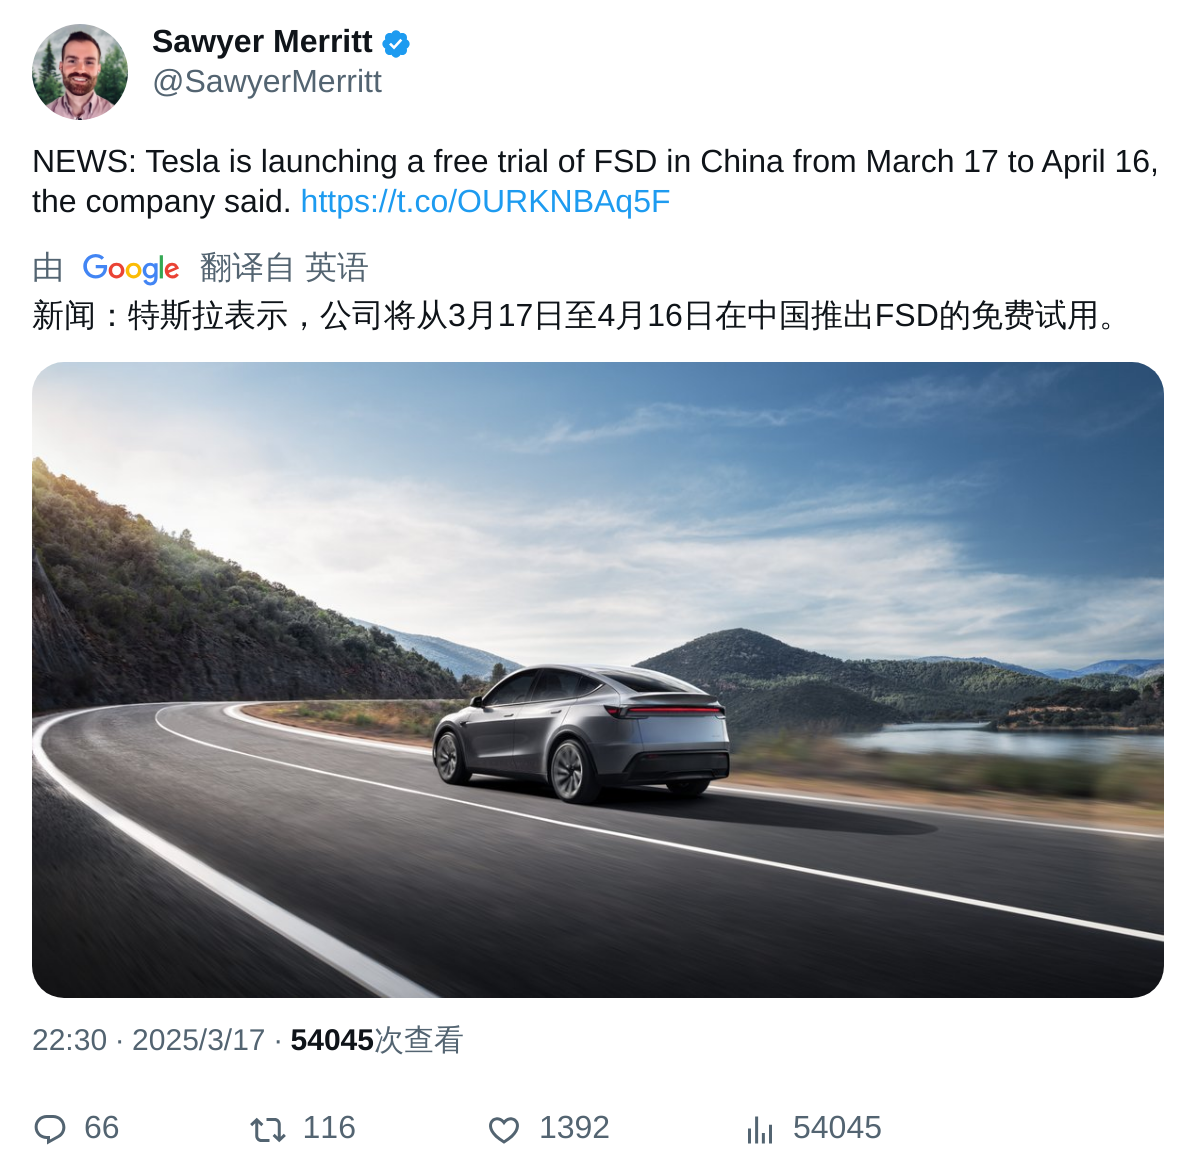 Sawyer Merritt
@SawyerMerritt
NEWS: Tesla is launching a free trial of FSD in China from March 17 to April 16,
the company said. https://t.co/OURKNBAq5F
由 Google 翻译自 英语
新闻：特斯拉表示，公司将从3月17日至4月16日在中国推出FSD的免费试用。
22:30 · 2025/3/17 · 54045次查看
66 116 1392 54045